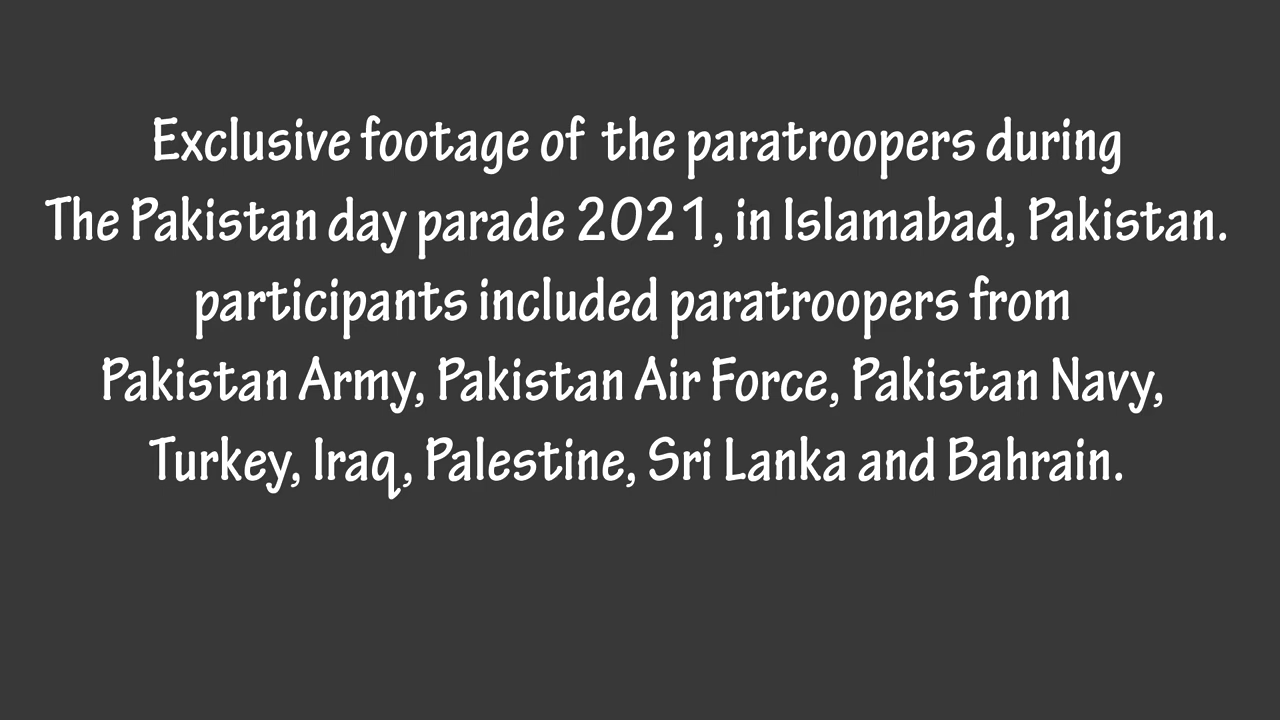 Exclusive footage of the paratroopers during
The Pakistan day parade 2021, in Islamabad, Pakistan.
participants included paratroopers from
Pakistan Army, Pakistan Air Force, Pakistan Navy,
Turkey, Iraq, Palestine, Sri Lanka and Bahrain.